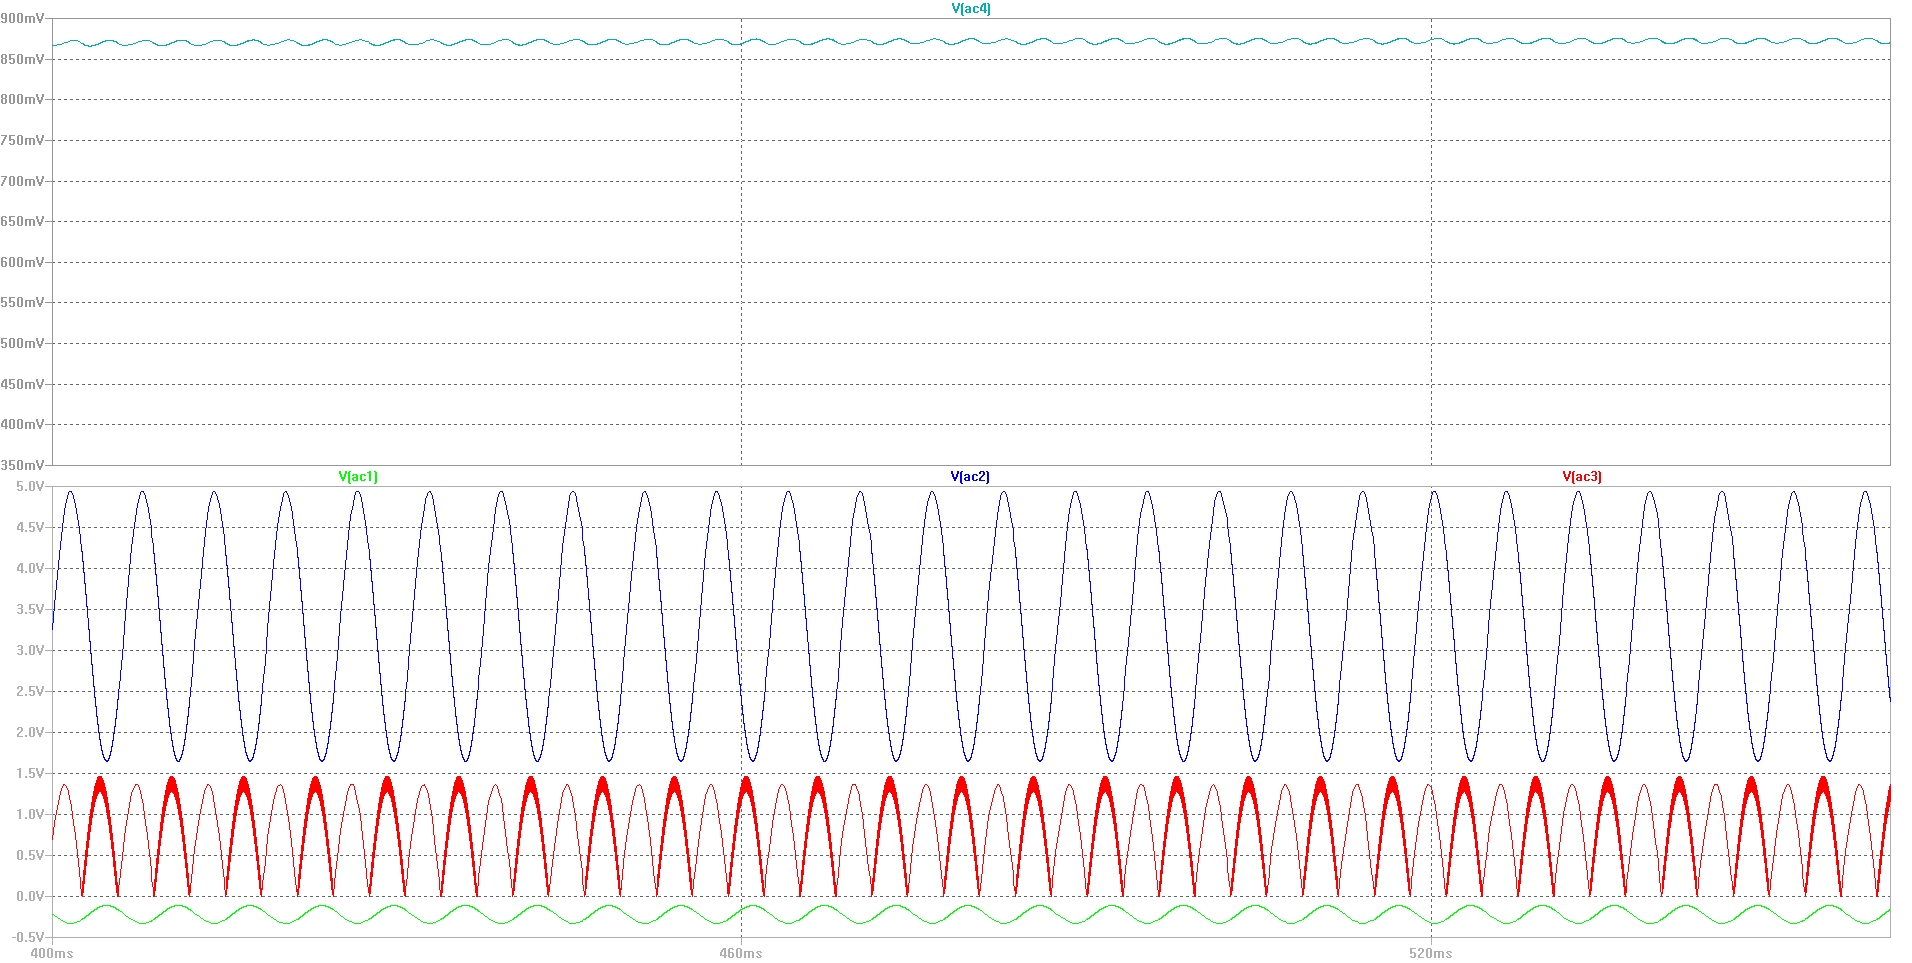 V(ac4)
900mV
850mV
800mV
750mV
700mV
650mV
600mV
550mV
500mV
450mV
400mV
350mV
V(ac1) V(ac2) V(ac3)
5.0V
4.5V
4.0V
3.5V
3.0V
2.5V
2.0V
1.5V
1.0V
0.5V
0.0V
-0.5V
400ms 460ms 520ms